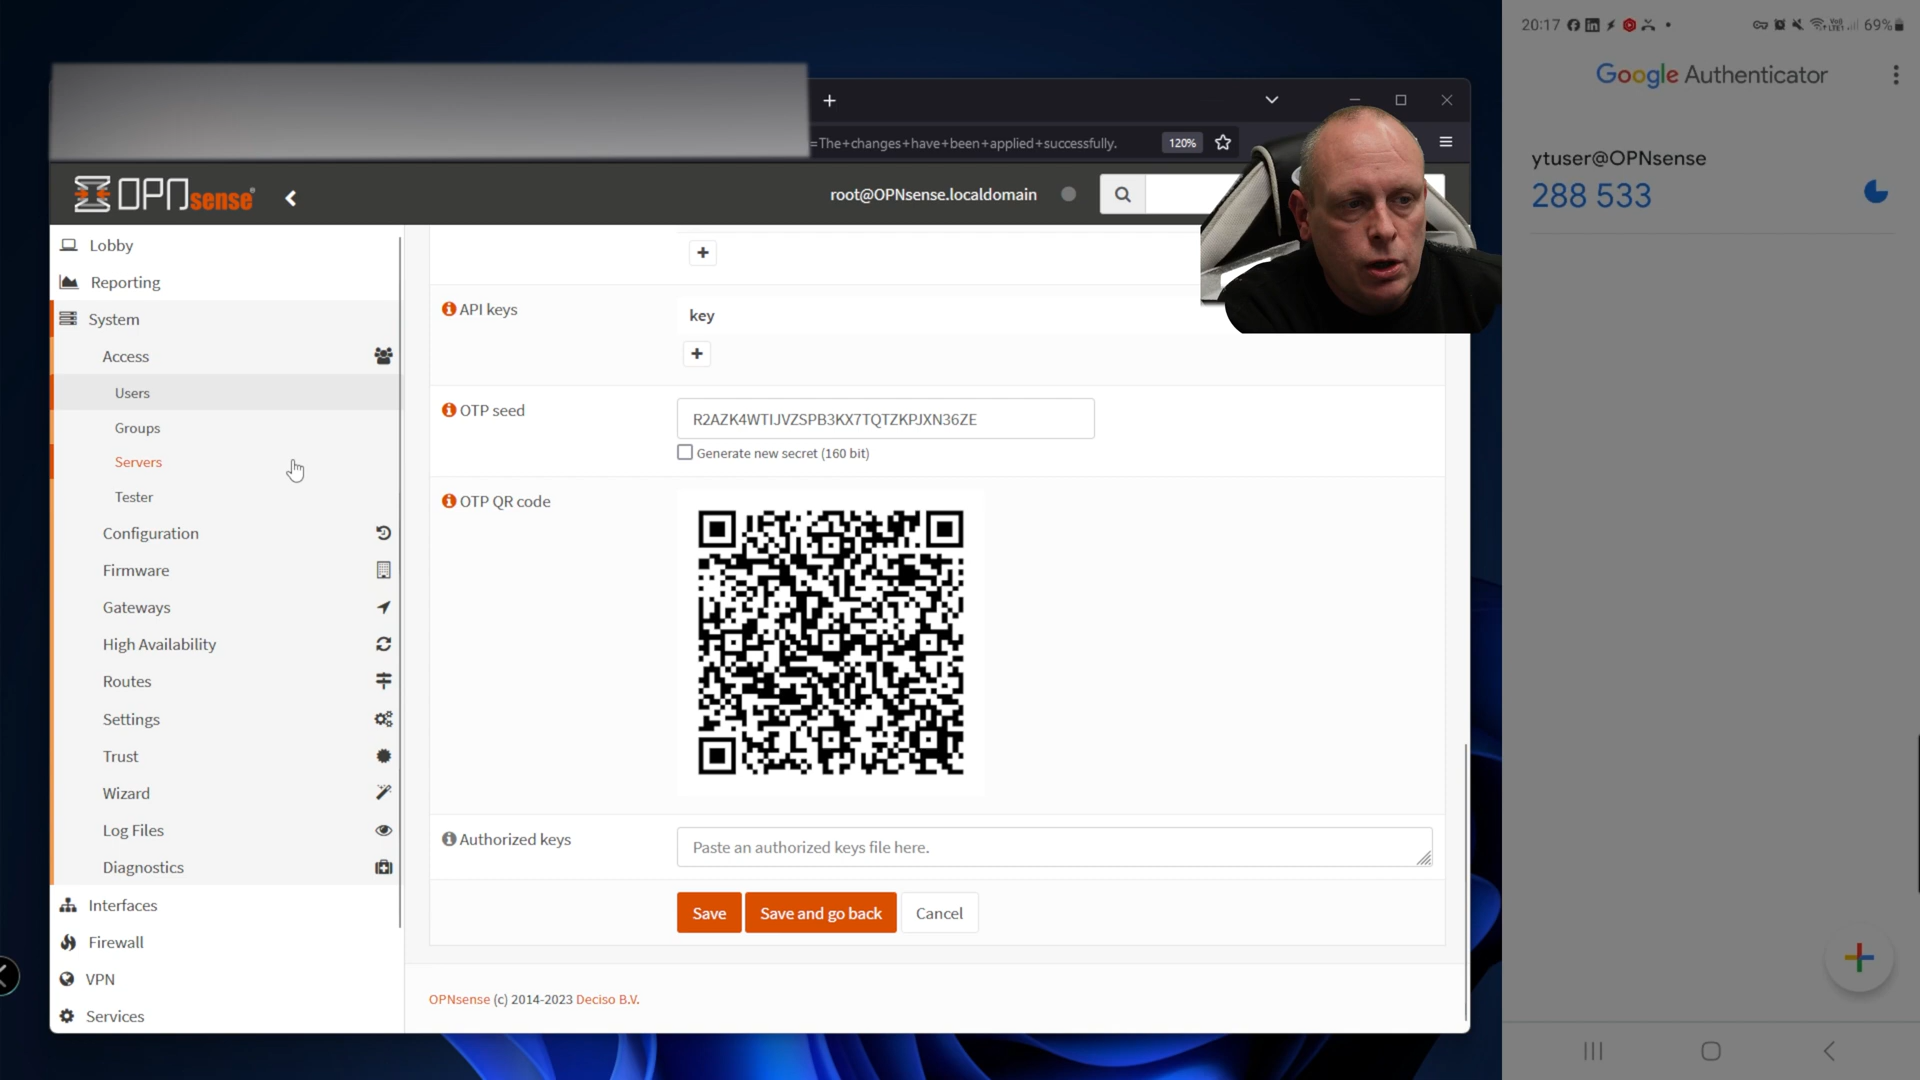 =The+changes+have+been+applied+successfully.
120%
OPNsense
root@OPNsense.localdomain
Lobby
Reporting
System
Access
Users
Groups
Servers
Tester
Configuration
Firmware
Gateways
High Availability
Routes
Settings
Trust
Wizard
Log Files
Diagnostics
Interfaces
Firewall
VPN
Services
API keys
key
OTP seed
R2AZK4WTIJVZSPB3KX7TQTZKPJXN36ZE
Generate new secret (160 bit)
OTP QR code
Authorized keys
Paste an authorized keys file here.
Save
Save and go back
Cancel
OPNsense (c) 2014-2023 Deciso B.V.
20:17
69%
Google Authenticator
ytuser@OPNsense
288 533